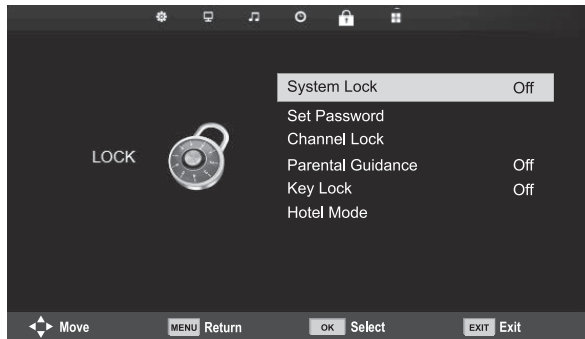 LOCK
System Lock Off
Set Password
Channel Lock
Parental Guidance Off
Key Lock Off
Hotel Mode
Move MENU Return OK Select EXIT Exit